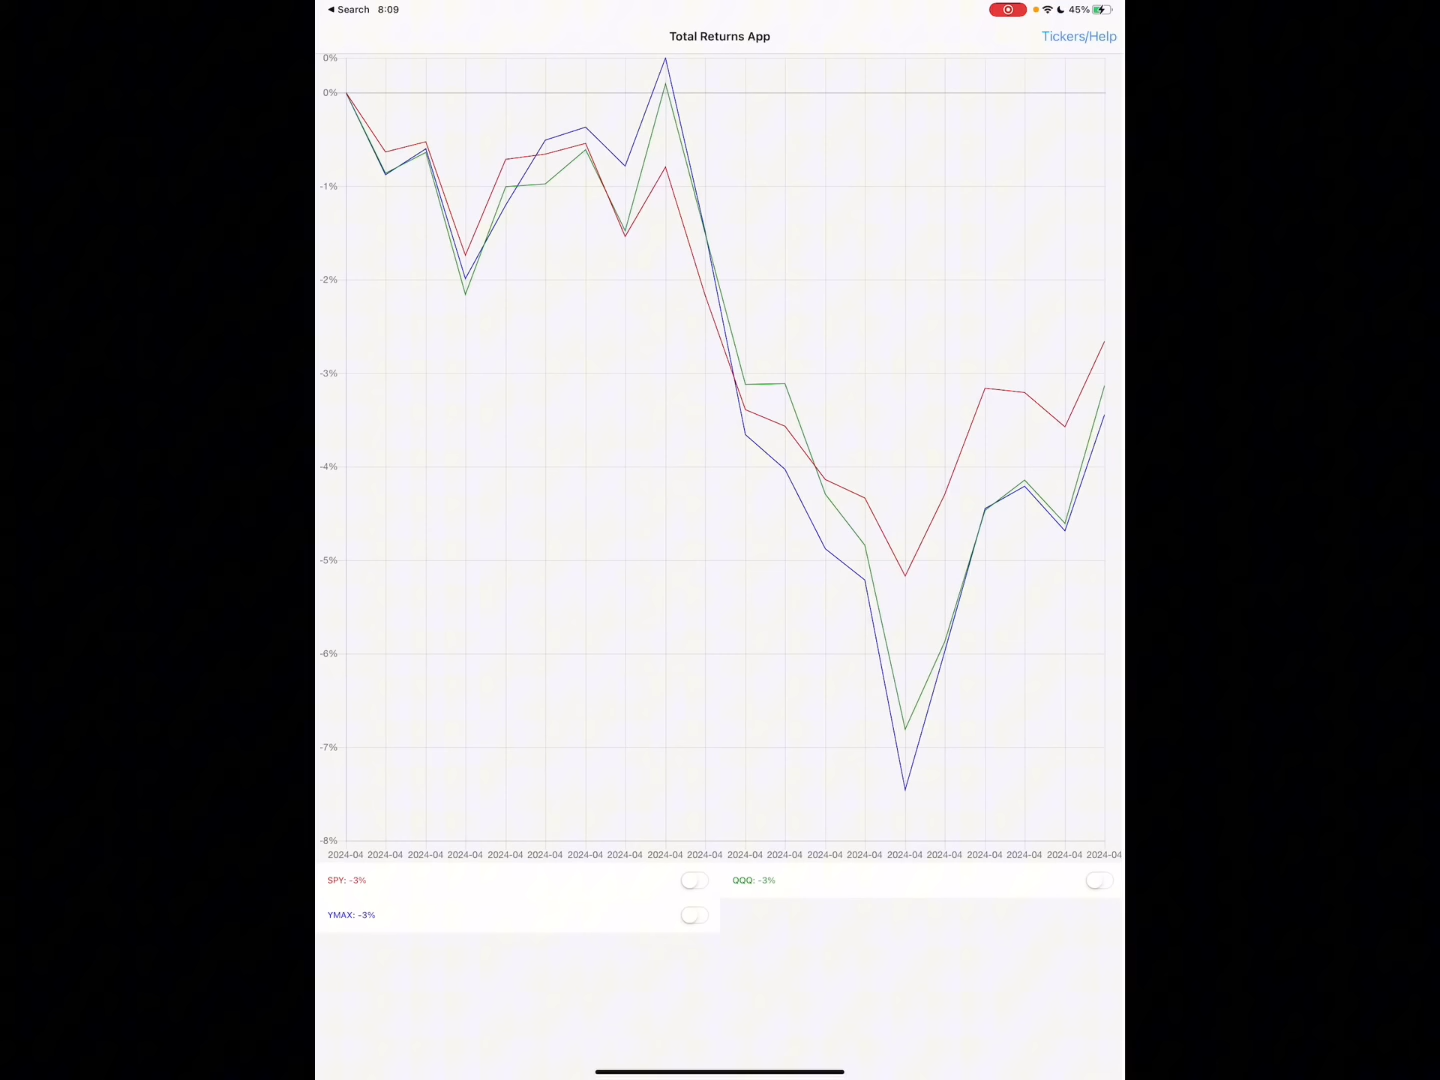 ◀ Search 8:09
45%
Total Returns App
Tickers/Help
0%
0%
-1%
-2%
-3%
-4%
-5%
-6%
-7%
-8%
2024-04 2024-04 2024-04 2024-04 2024-04 2024-04 2024-04 2024-04 2024-04 2024-04 2024-04 2024-04 2024-04 2024-04 2024-04 2024-04 2024-04 2024-04 2024-04 2024-04
SPY: -3%
QQQ: -3%
YMAX: -3%